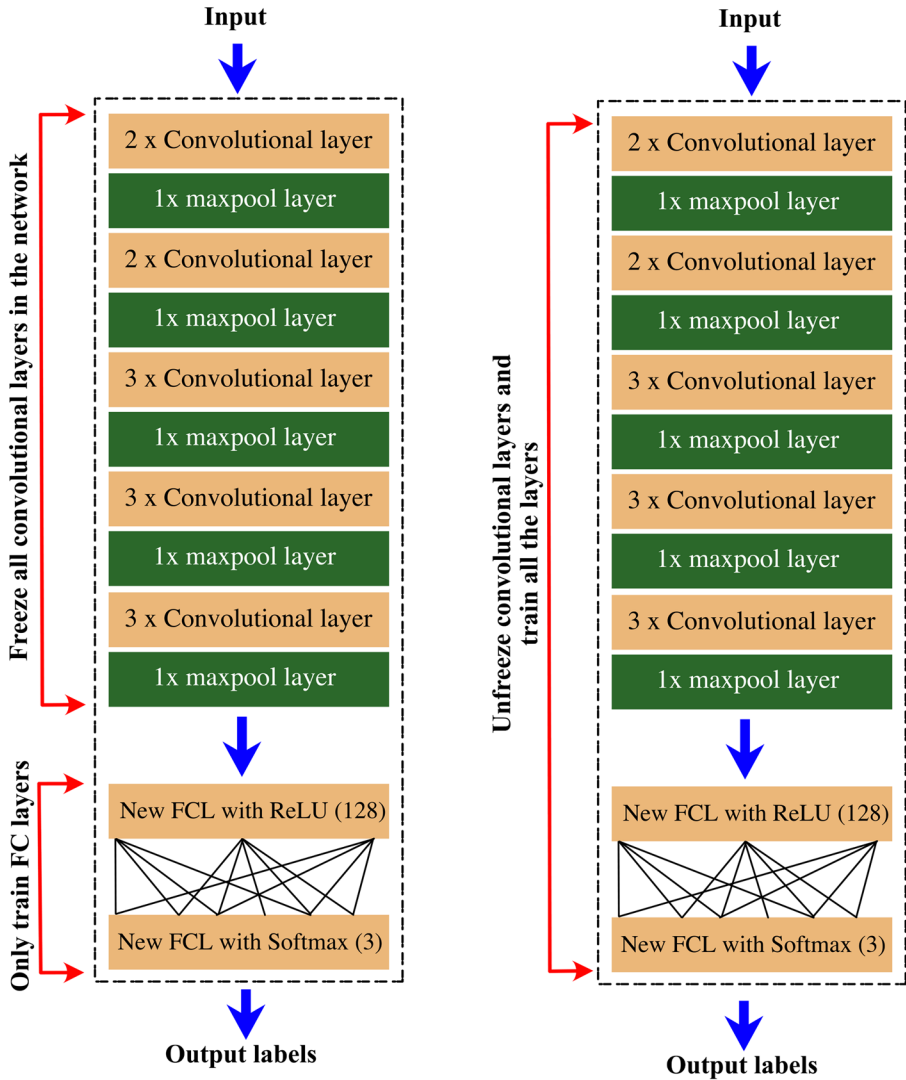 Input
2 x Convolutional layer
1x maxpool layer
2 x Convolutional layer
1x maxpool layer
3 x Convolutional layer
1x maxpool layer
3 x Convolutional layer
1x maxpool layer
3 x Convolutional layer
1x maxpool layer
Freeze all convolutional layers in the network
New FCL with ReLU (128)
New FCL with Softmax (3)
Only train FC layers
Output labels
Input
2 x Convolutional layer
1x maxpool layer
2 x Convolutional layer
1x maxpool layer
3 x Convolutional layer
1x maxpool layer
3 x Convolutional layer
1x maxpool layer
3 x Convolutional layer
1x maxpool layer
Unfreeze convolutional layers and
train all the layers
New FCL with ReLU (128)
New FCL with Softmax (3)
Output labels